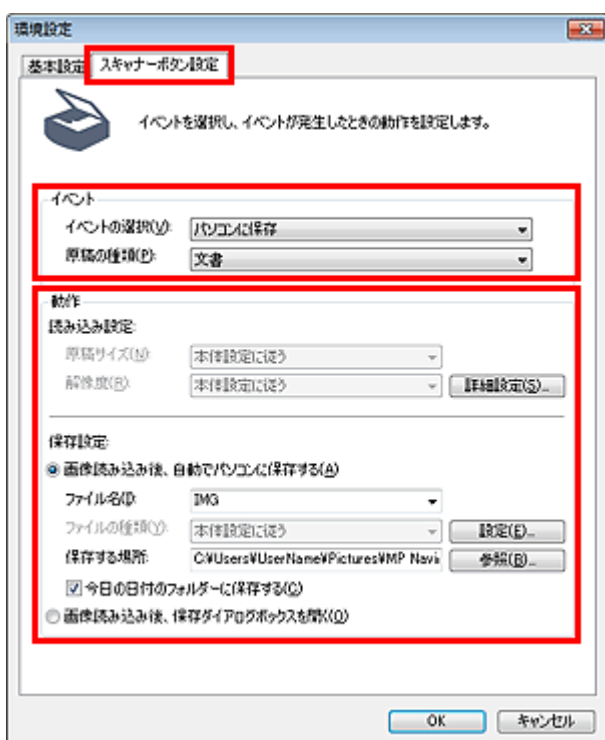 環境設定
基本設定 スキャナーボタン設定
イベントを選択し、イベントが発生したときの動作を設定します。
イベント
イベントの選択(V): パソコンに保存
原稿の種類(P): 文書
動作
読み込み設定:
原稿サイズ(N): 本体設定に従う
解像度(R): 本体設定に従う 詳細設定(S)...
保存設定:
画像読み込み後、自動でパソコンに保存する(A)
ファイル名(I): IMG
ファイルの種類(Y): 本体設定に従う 設定(E)...
保存する場所: C:¥Users¥UserName¥Pictures¥MP Navi 参照(B)...
今日の日付のフォルダーに保存する(C)
画像読み込み後、保存ダイアログボックスを開く(O)
OK キャンセル